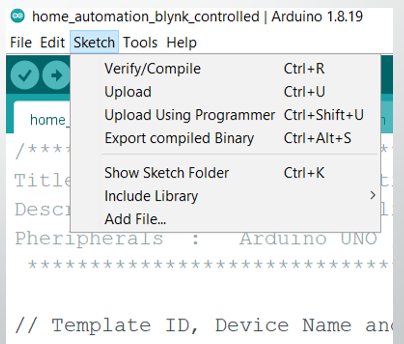 home_automation_blynk_controlled | Arduino 1.8.19
File Edit Sketch Tools Help
Verify/Compile Ctrl+R
Upload Ctrl+U
Upload Using Programmer Ctrl+Shift+U
Export compiled Binary Ctrl+Alt+S
home_
/****
Show Sketch Folder Ctrl+K
Titl
Include Library
Descr
Add File...
Pheripherals : Arduino UNO
*******************************
// Template ID, Device Name an